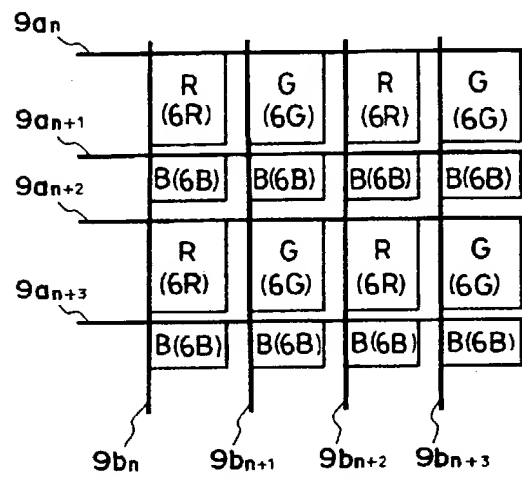 9an
R G R G
(6R) (6G) (6R) (6G)
9an+1
B(6B) B(6B) B(6B) B(6B)
9an+2
R G R G
(6R) (6G) (6R) (6G)
9an+3
B(6B) B(6B) B(6B) B(6B)
9bn 9bn+1 9bn+2 9bn+3